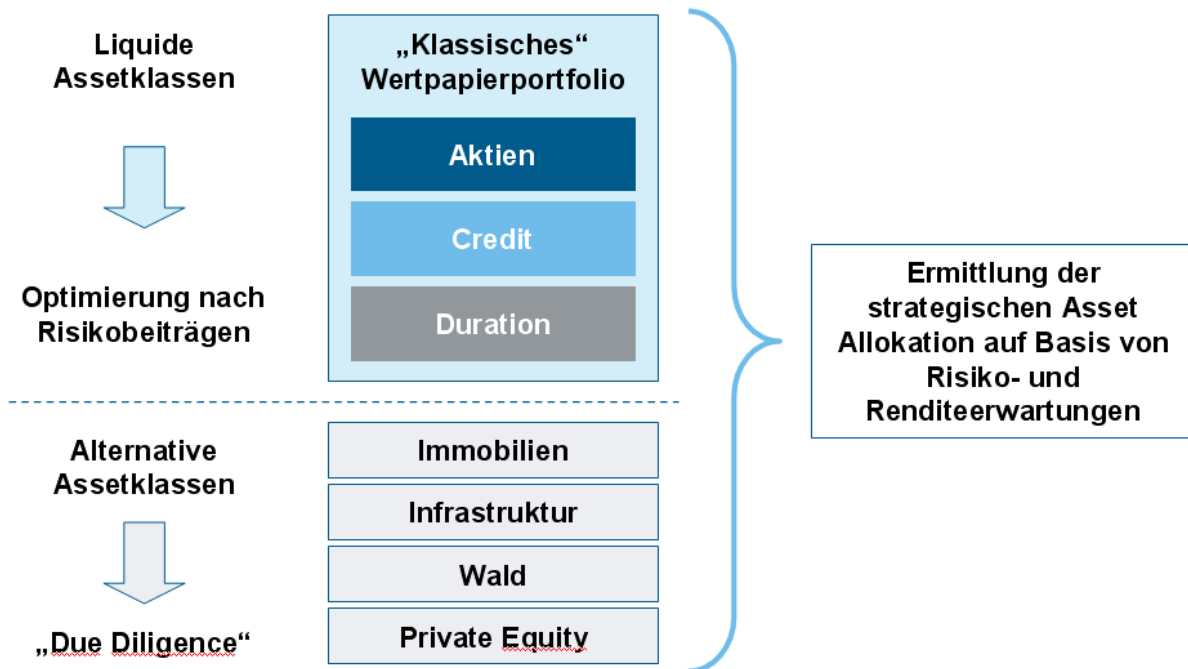 Liquide
Assetklassen
Optimierung nach
Risikobeiträgen
„Klassisches“
Wertpapierportfolio
Aktien
Credit
Duration
Alternative
Assetklassen
„Due Diligence“
Immobilien
Infrastruktur
Wald
Private Equity
Ermittlung der
strategischen Asset
Allokation auf Basis von
Risiko- und
Renditeerwartungen